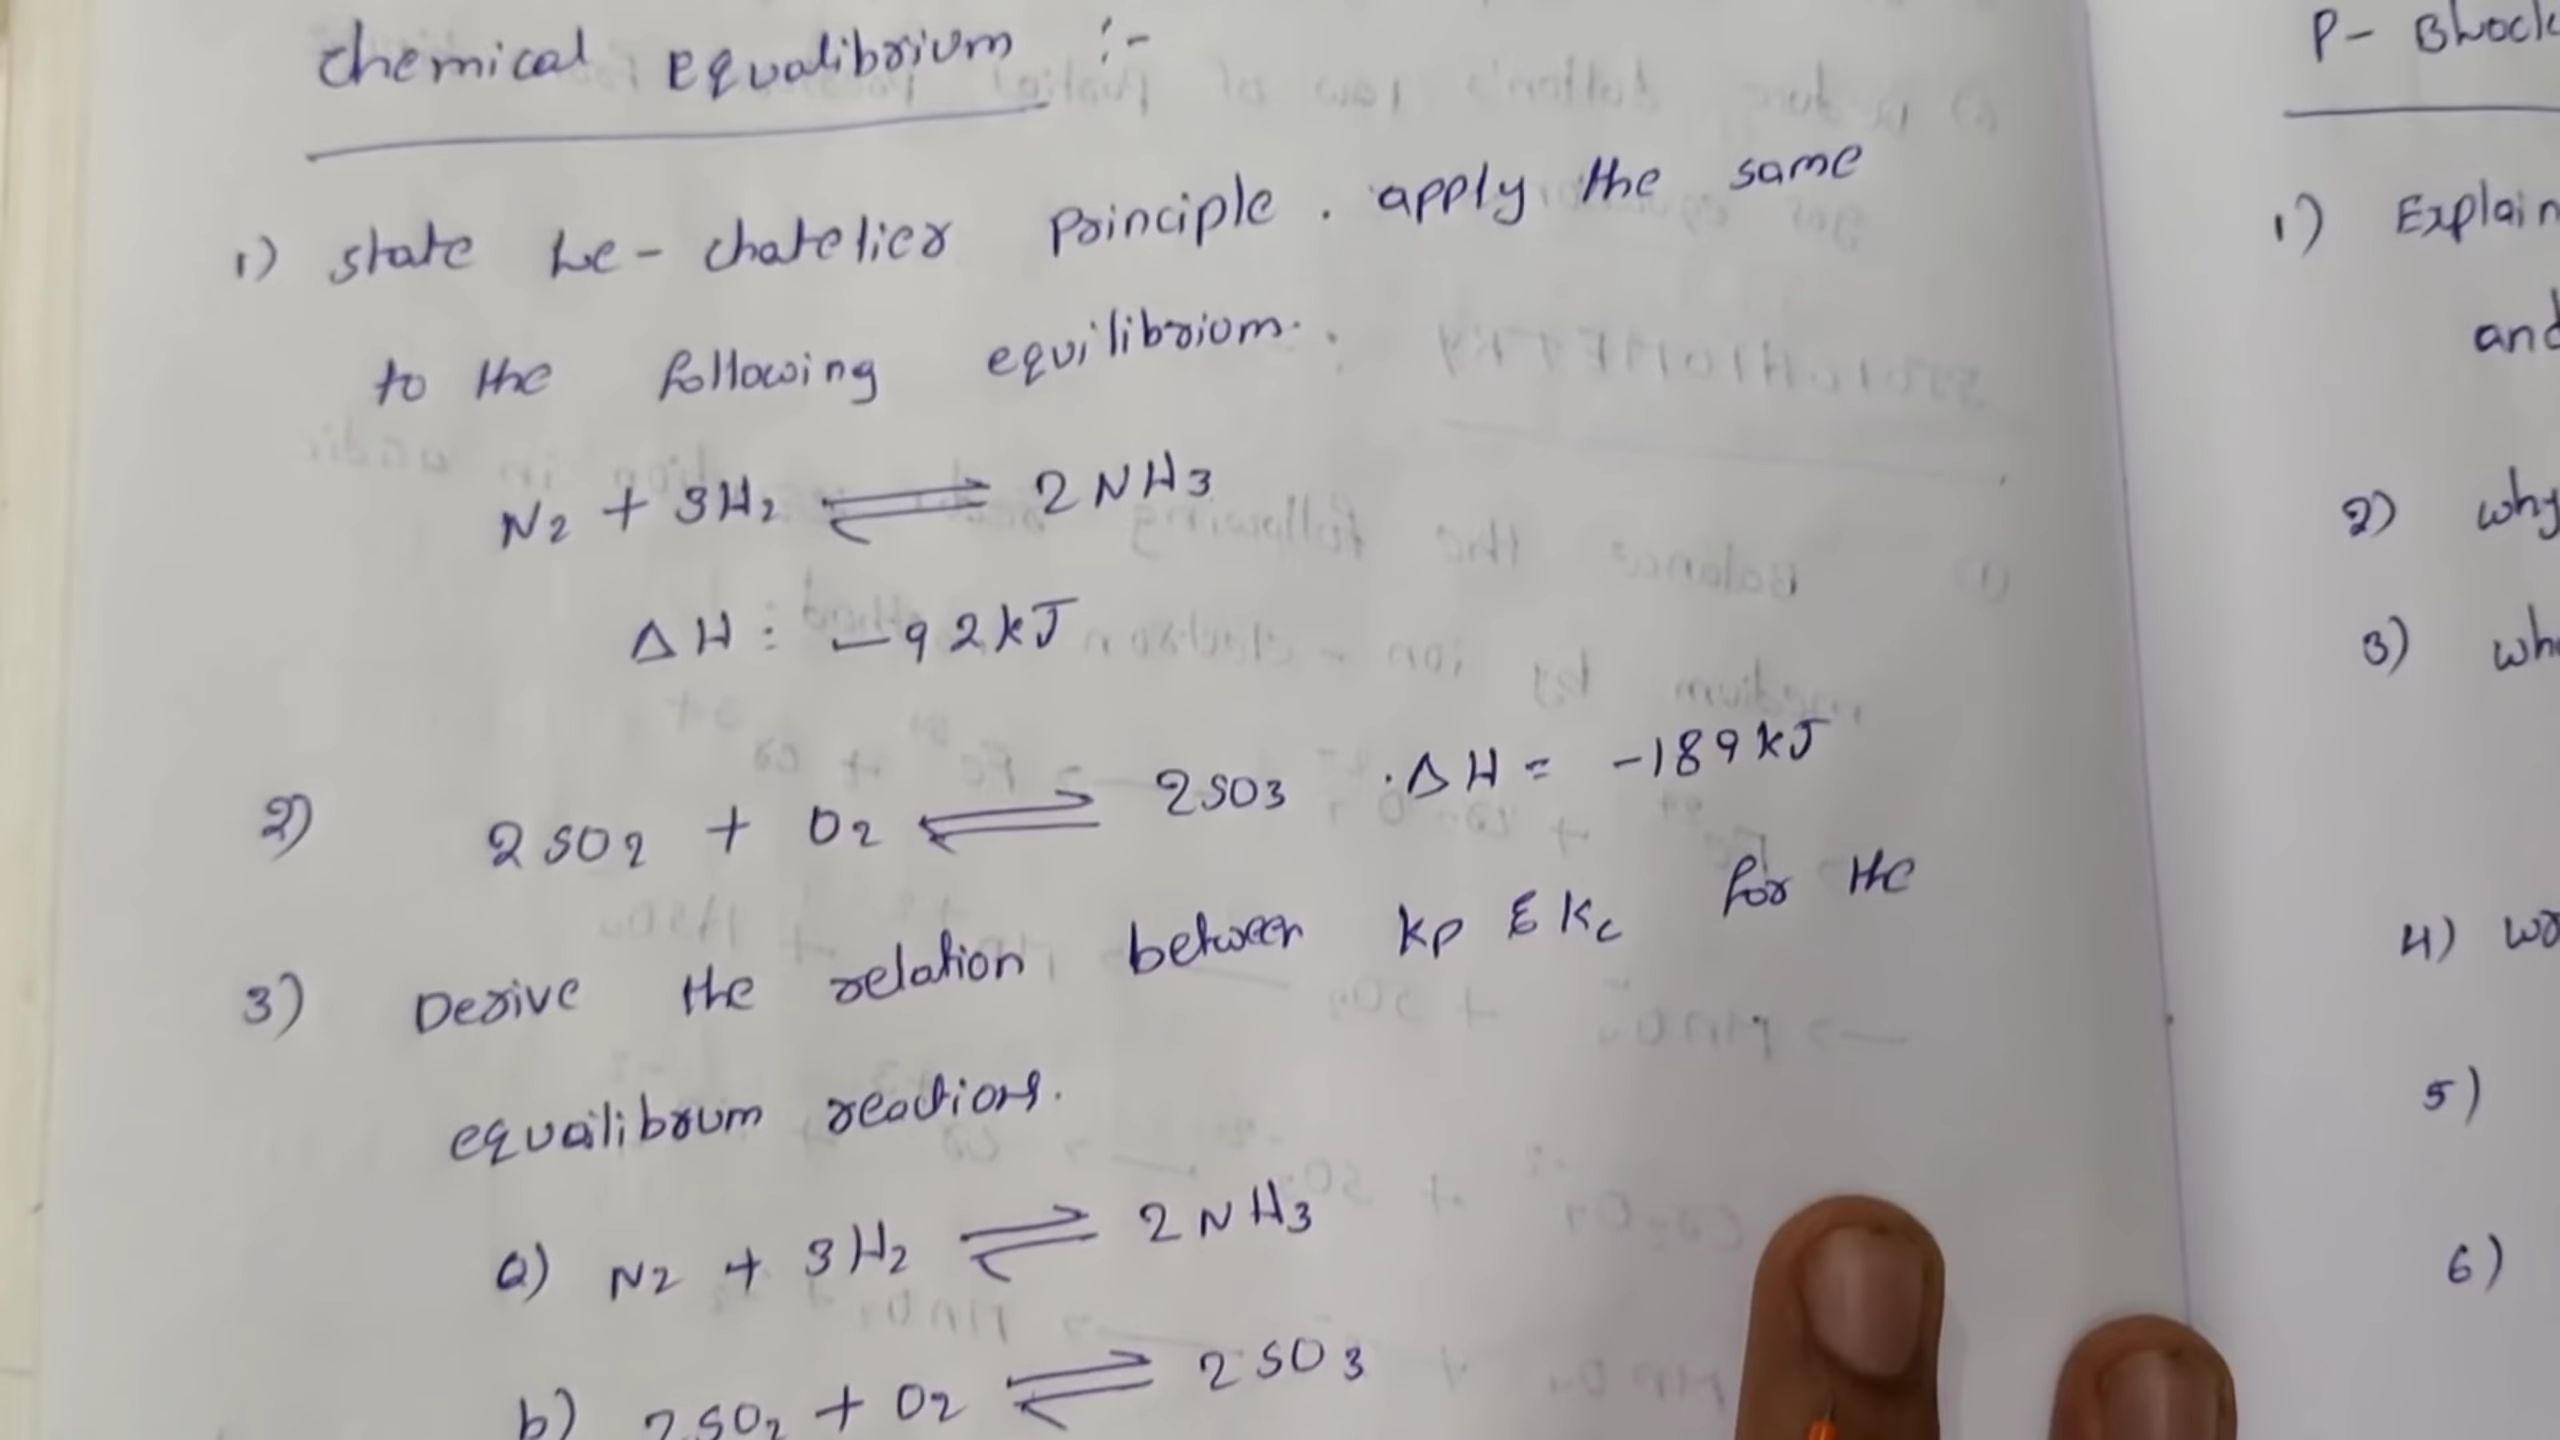 chemical equalibrium :-
1) state Le-chatelier principle. apply the same
to the following equilibrium.
N2 + 3H2 ⇌ 2NH3
ΔH = -92kJ
2) 2SO2 + O2 ⇌ 2SO3 . ΔH = -189kJ
3) Derive the relation between kp & Kc for the
equailibrum reactions.
a) N2 + 3H2 ⇌ 2NH3
b) 2SO2 + O2 ⇌ 2SO3
P- Block
1) Explain
and
2) why
3)
4)
5)
6)